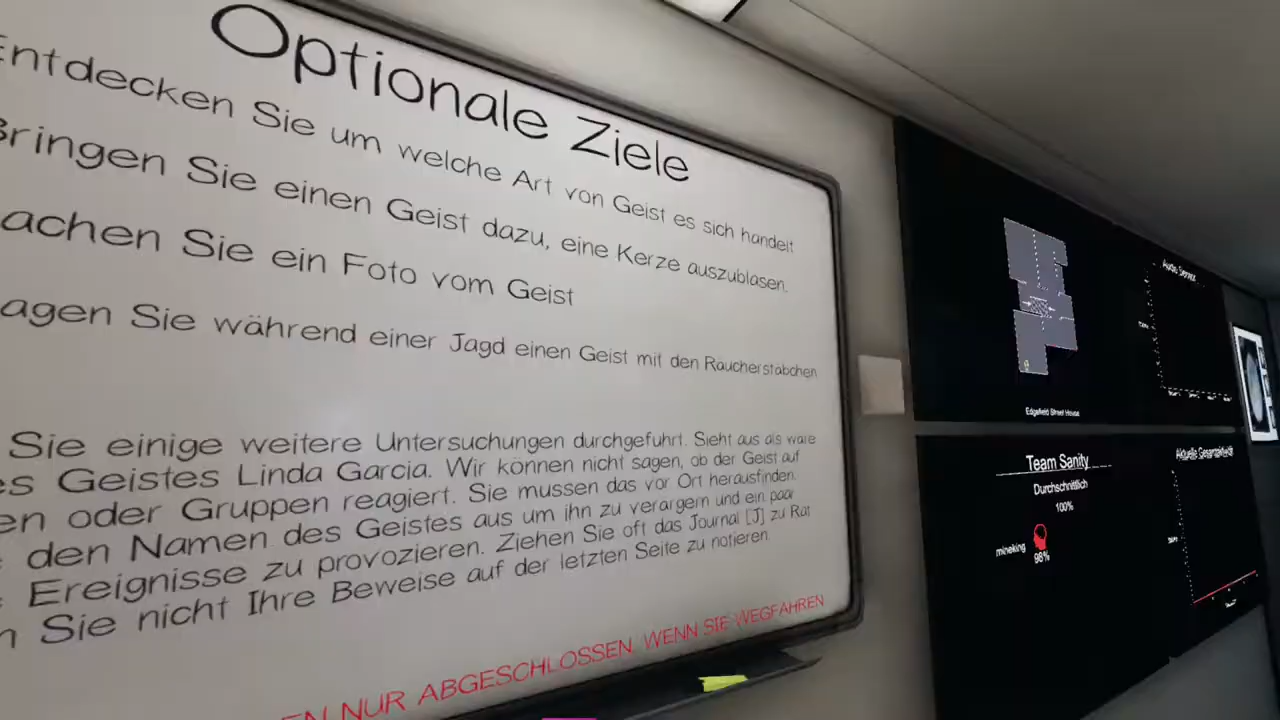 Optionale Ziele
Entdecken Sie um welche Art von Geist es sich handelt
Bringen Sie einen Geist dazu, eine Kerze auszublasen.
achen Sie ein Foto vom Geist
agen Sie während einer Jagd einen Geist mit den Räucherstäbchen
Sie einige weitere Untersuchungen durchgeführt. Sieht aus als wäre
es Geistes Linda Garcia. Wir können nicht sagen, ob der Geist auf
en oder Gruppen reagiert. Sie müssen das vor Ort herausfinden.
den Namen des Geistes aus um ihn zu verärgern und ein paar
Ereignisse zu provozieren. Ziehen Sie oft das Journal [J] zu Rat
n Sie nicht Ihre Beweise auf der letzten Seite zu notieren.
EN NUR ABGESCHLOSSEN, WENN SIE WEGFAHREN
Edgefield Street House
Team Sanity
Durchschnittlich
100%
mineking
98%